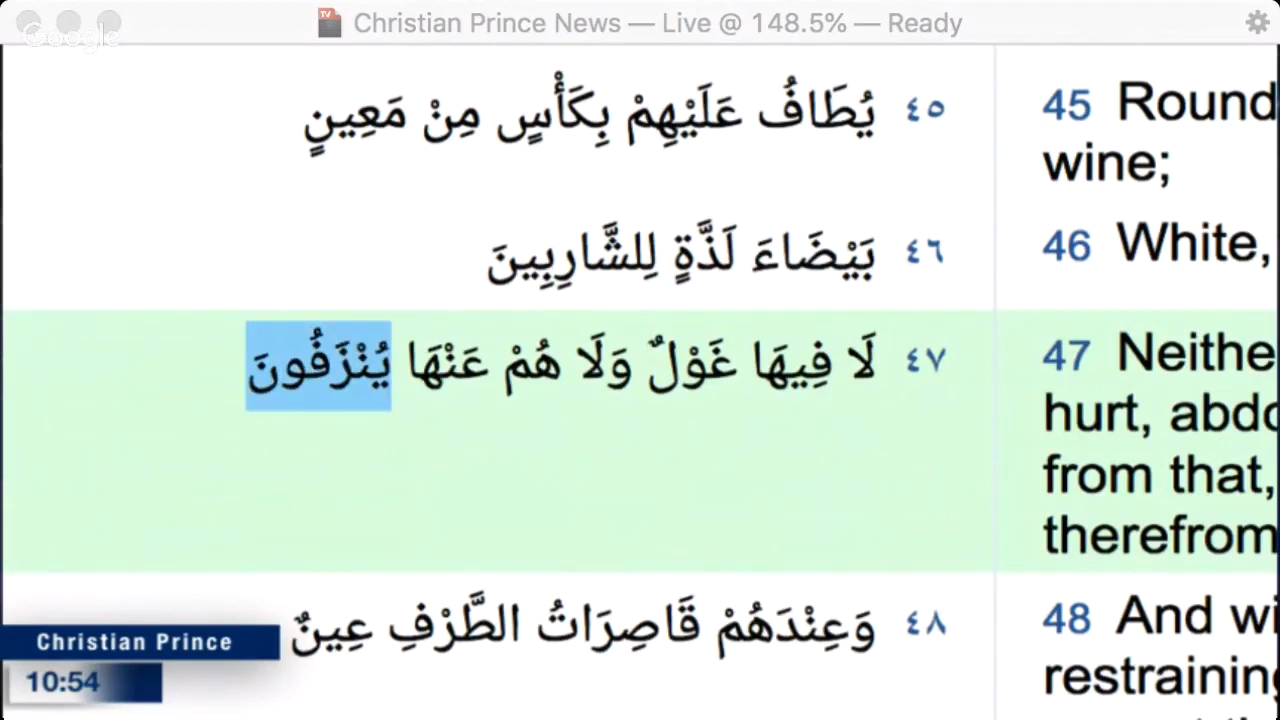 Christian Prince News — Live @ 148.5% — Ready
Google
٤٥ يُطَافُ عَلَيْهِمْ بِكَأْسٍ مِنْ مَعِينٍ
45 Round
wine;
٤٦ بَيْضَاءَ لَذَّةٍ لِلشَّارِبِينَ
46 White,
٤٧ لَا فِيهَا غَوْلٌ وَلَا هُمْ عَنْهَا يُنْزَفُونَ
47 Neithe
hurt, abdo
from that,
therefrom
٤٨ وَعِنْدَهُمْ قَاصِرَاتُ الطَّرْفِ عِينٌ
48 And wi
restraining
Christian Prince
10:54